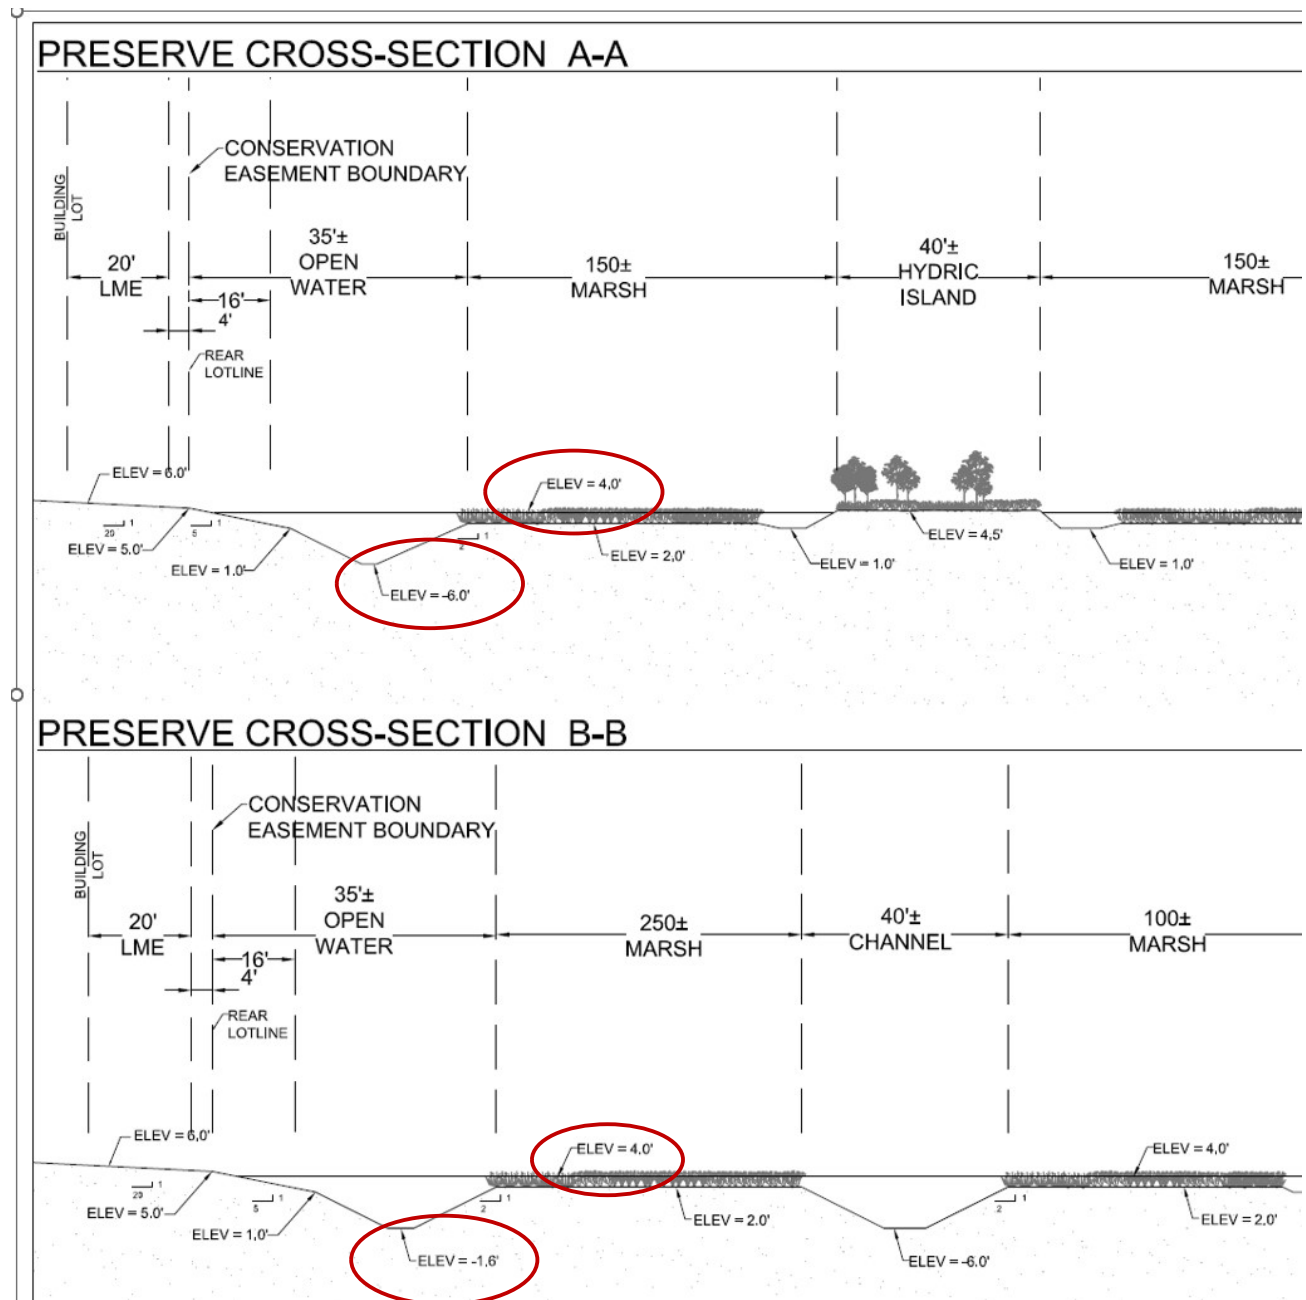 PRESERVE CROSS-SECTION A-A
CONSERVATION
EASEMENT BOUNDARY
BUILDING
LOT
20'
LME
35'±
OPEN
WATER
16'
4'
150±
MARSH
40'±
HYDRIC
ISLAND
150±
MARSH
REAR
LOTLINE
ELEV = 6.0'
ELEV = 4.0'
20
1
5
1
2
1
ELEV = 5.0'
ELEV = 1.0'
ELEV = -6.0'
ELEV = 2.0'
ELEV = 1.0'
ELEV = 4.5'
ELEV = 1.0'
PRESERVE CROSS-SECTION B-B
CONSERVATION
EASEMENT BOUNDARY
BUILDING
LOT
20'
LME
35'±
OPEN
WATER
16'
4'
250±
MARSH
40'±
CHANNEL
100±
MARSH
REAR
LOTLINE
ELEV = 6.0'
ELEV = 4.0'
ELEV = 4.0'
20
1
5
1
2
1
2
1
ELEV = 5.0'
ELEV = 1.0'
ELEV = -1.6'
ELEV = 2.0'
ELEV = -6.0'
ELEV = 2.0'